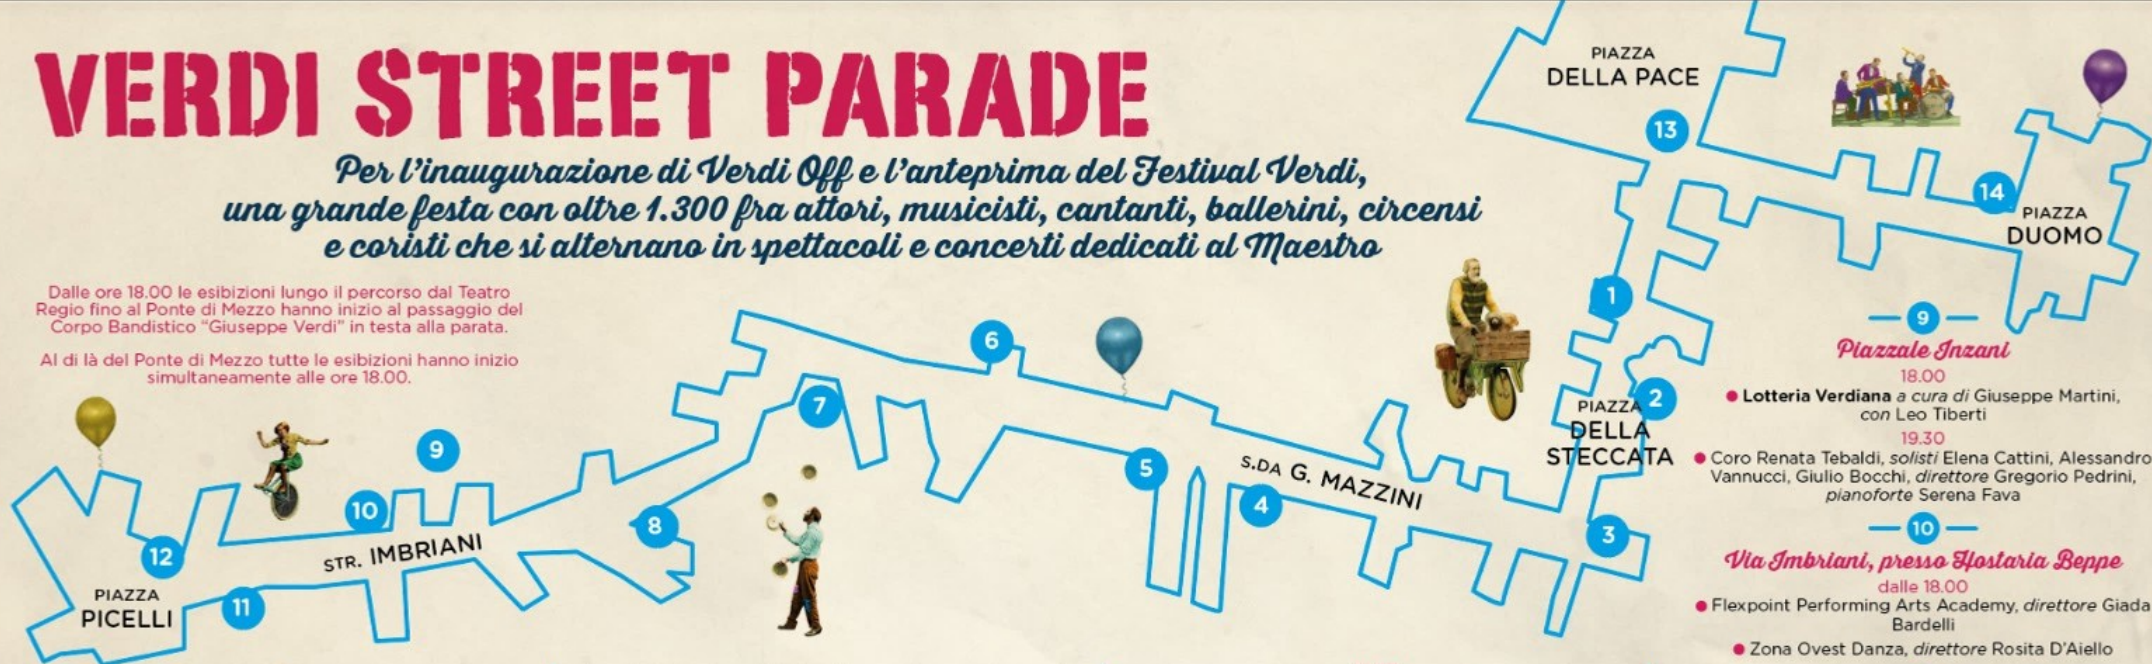 VERDI STREET PARADE
Per l'inaugurazione di Verdi Off e l'anteprima del Festival Verdi,
una grande festa con oltre 1.300 fra attori, musicisti, cantanti, ballerini, circensi
e coristi che si alternano in spettacoli e concerti dedicati al Maestro
Dalle ore 18.00 le esibizioni lungo il percorso dal Teatro
Regio fino al Ponte di Mezzo hanno inizio al passaggio del
Corpo Bandistico “Giuseppe Verdi” in testa alla parata.
Al di là del Ponte di Mezzo tutte le esibizioni hanno inizio
simultaneamente alle ore 18.00.
PIAZZA
DELLA PACE
13
14
PIAZZA
DUOMO
1
2
PIAZZA
DELLA
STECCATA
3
S.DA G. MAZZINI
4
5
6
7
8
9
10
STR. IMBRIANI
11
12
PIAZZA
PICELLI
9
Piazzale Inzani
18.00
Lotteria Verdiana a cura di Giuseppe Martini,
con Leo Tiberti
19.30
Coro Renata Tebaldi, solisti Elena Cattini, Alessandro
Vannucci, Giulio Bocchi, direttore Gregorio Pedrini,
pianoforte Serena Fava
10
Via Imbriani, presso Hostaria Beppe
dalle 18.00
Flexpoint Performing Arts Academy, direttore Giada
Bardelli
Zona Ovest Danza, direttore Rosita D'Aiello